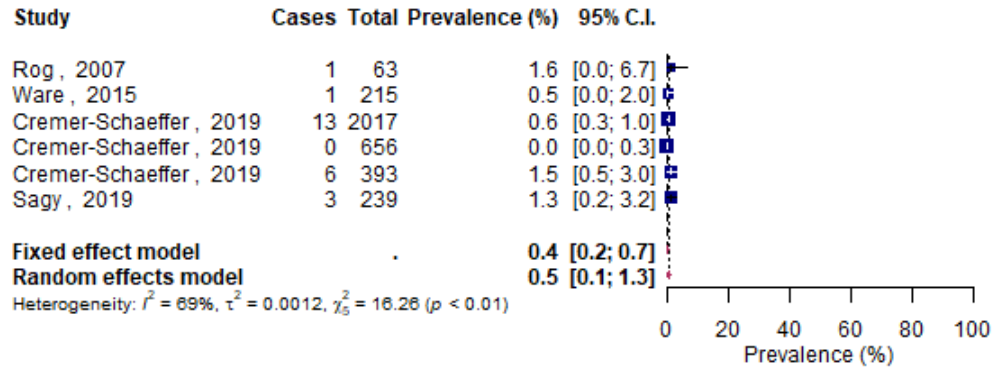 Study Cases Total Prevalence (%) 95% C.I.
Rog , 2007 1 63 1.6 [0.0; 6.7]
Ware , 2015 1 215 0.5 [0.0; 2.0]
Cremer-Schaeffer , 2019 13 2017 0.6 [0.3; 1.0]
Cremer-Schaeffer , 2019 0 656 0.0 [0.0; 0.3]
Cremer-Schaeffer , 2019 6 393 1.5 [0.5; 3.0]
Sagy , 2019 3 239 1.3 [0.2; 3.2]
Fixed effect model . 0.4 [0.2; 0.7]
Random effects model 0.5 [0.1; 1.3]
Heterogeneity: I² = 69%, τ² = 0.0012, χ²₅ = 16.26 (p < 0.01)
0 20 40 60 80 100
Prevalence (%)